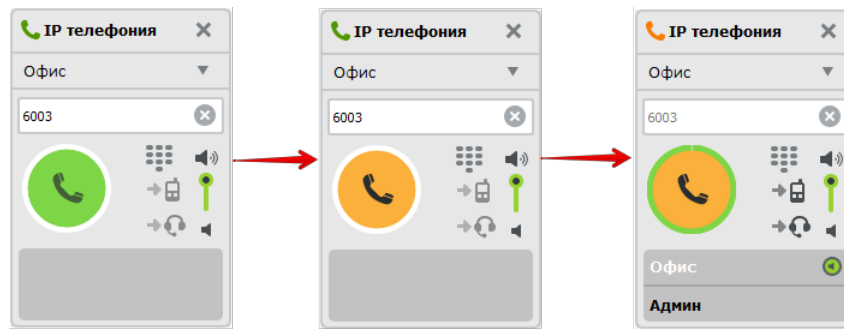 IP телефония
Офис
6003
IP телефония
Офис
6003
IP телефония
Офис
6003
Офис
Админ